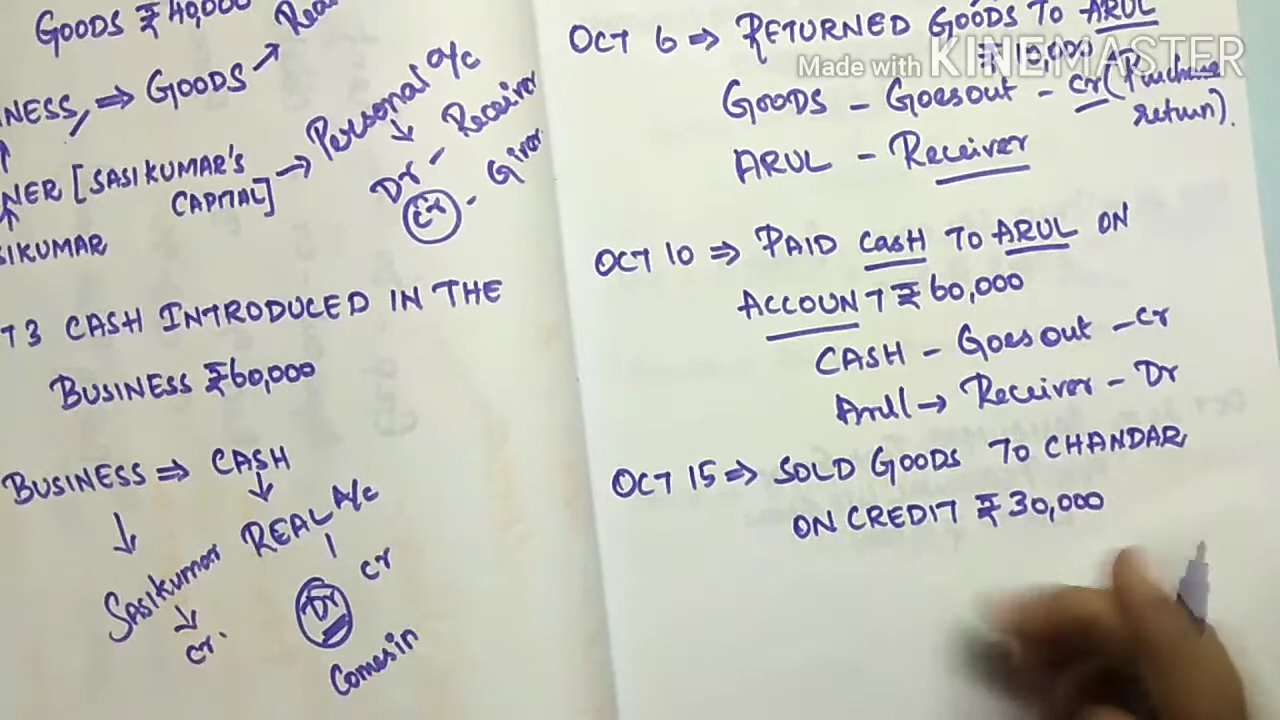 GOODS ₹ 40,000
NESS, ⇒ GOODS →
NER [SASIKUMAR'S CAPITAL] → Personal a/c
Dr - Receiver
Cr - Giver
SIKUMAR
T 3 CASH INTRODUCED IN THE
BUSINESS ₹60,000
BUSINESS ⇒ CASH
Sasikumar
cr.
REAL A/c
Dr cr
Comes in
OCT 6 ⇒ RETURNED GOODS TO ARUL
₹ 10,000
GOODS - Goes out - cr (Purchase
return).
ARUL - Receiver
OCT 10 ⇒ PAID CasH TO ARUL ON
ACCOUNT ₹ 60,000
CASH - Goes out - cr
Arul → Receiver - Dr
OCT 15 ⇒ SOLD GOODS TO CHANDAR
ON CREDIT ₹ 30,000
Made with KINEMASTER